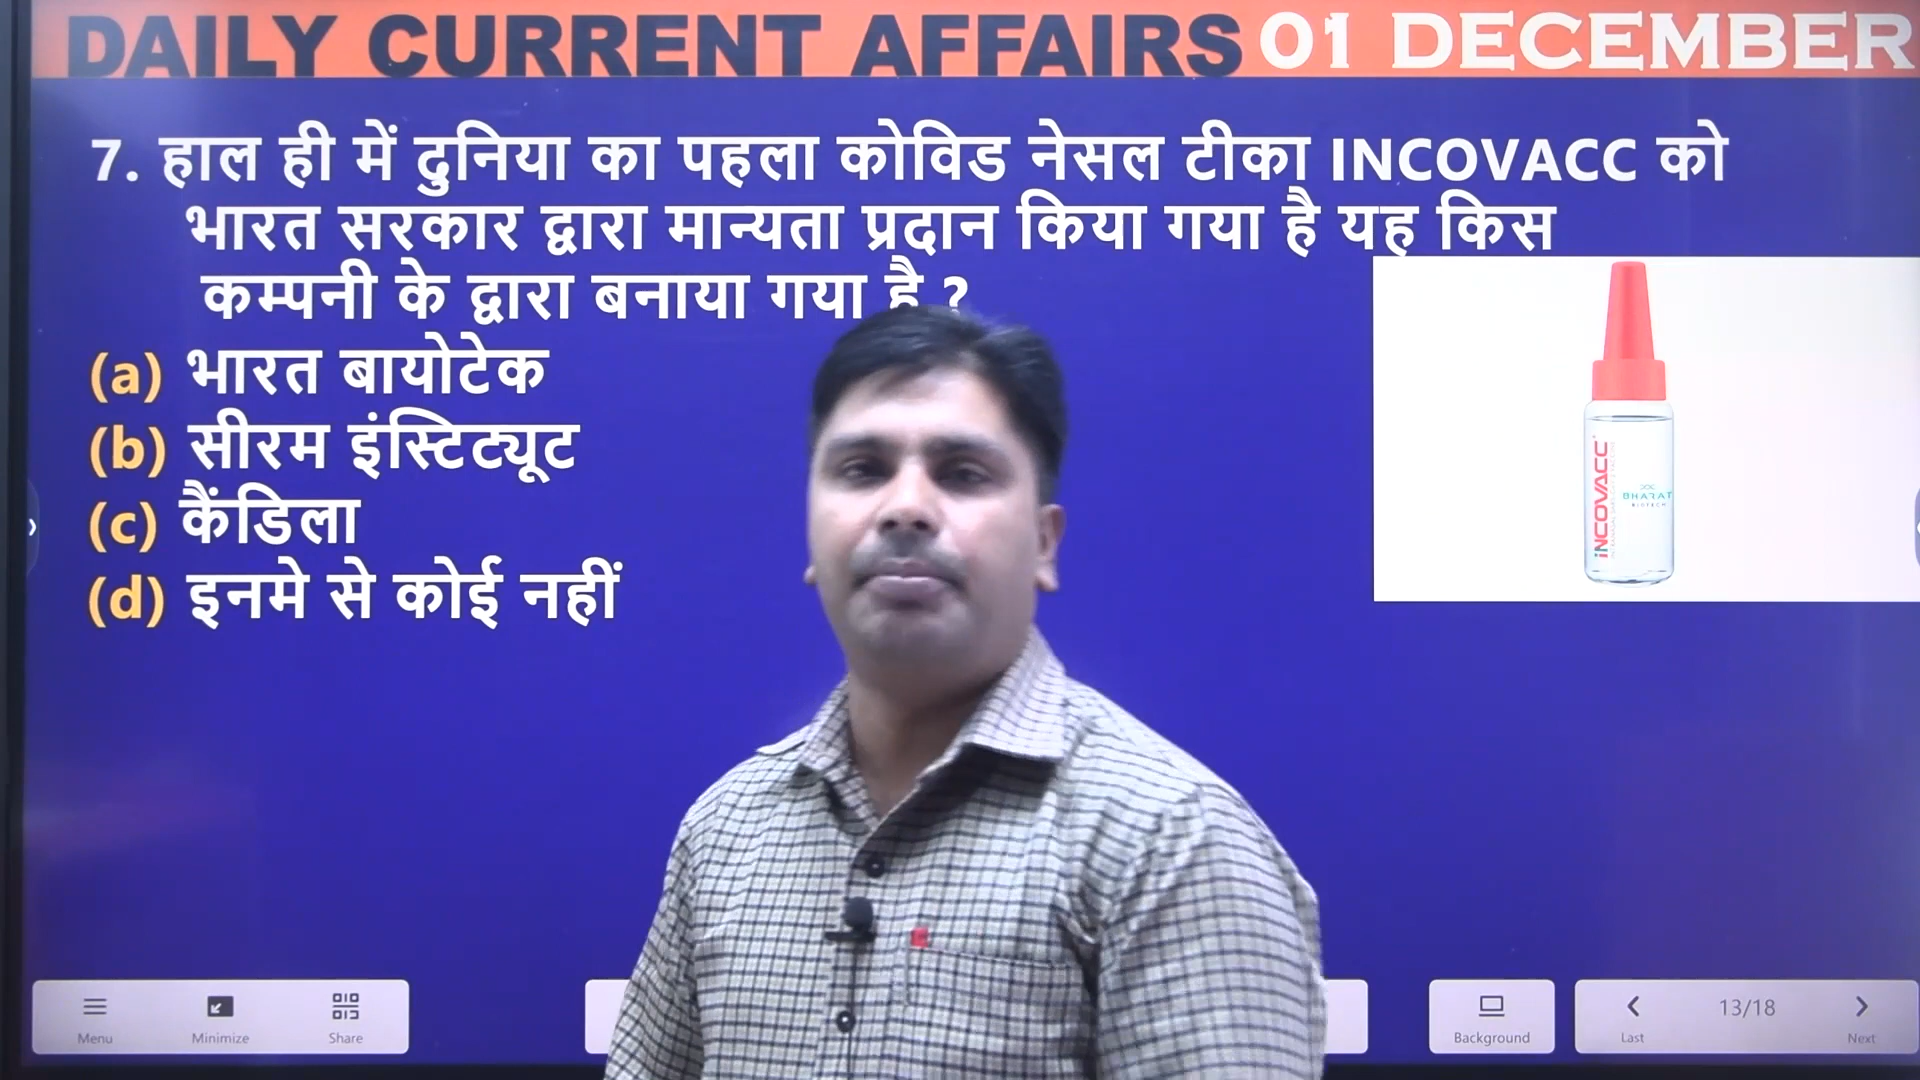 DAILY CURRENT AFFAIRS 01 DECEMBER
7. हाल ही में दुनिया का पहला कोविड नेसल टीका INCOVACC को
भारत सरकार द्वारा मान्यता प्रदान किया गया है यह किस
कम्पनी के द्वारा बनाया गया है ?
(a) भारत बायोटेक
(b) सीरम इंस्टिट्यूट
(c) कैंडिला
(d) इनमे से कोई नहीं
iNCOVACC
BHARAT
BIOTECH
Menu
Minimize
Share
Background
Last
13/18
Next